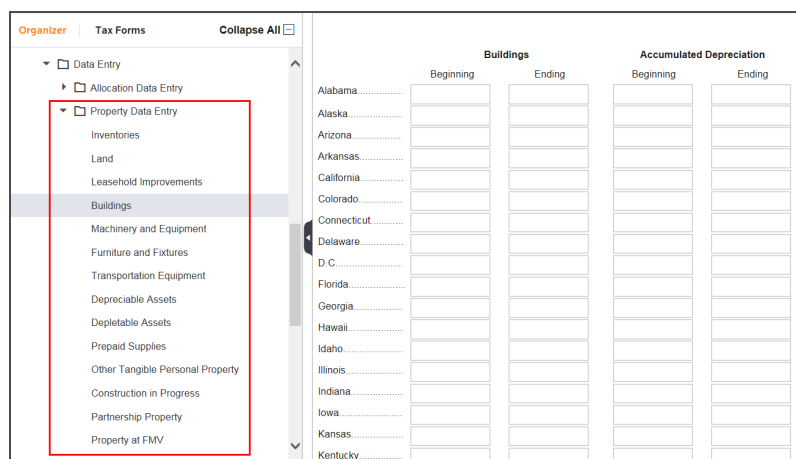 Organizer Tax Forms Collapse All
Data Entry
Allocation Data Entry
Property Data Entry
Inventories
Land
Leasehold Improvements
Buildings
Machinery and Equipment
Furniture and Fixtures
Transportation Equipment
Depreciable Assets
Depletable Assets
Prepaid Supplies
Other Tangible Personal Property
Construction in Progress
Partnership Property
Property at FMV
Buildings Accumulated Depreciation
Beginning Ending Beginning Ending
Alabama
Alaska
Arizona
Arkansas
California
Colorado
Connecticut
Delaware
D.C.
Florida
Georgia
Hawaii
Idaho
Illinois
Indiana
Iowa
Kansas
Kentucky